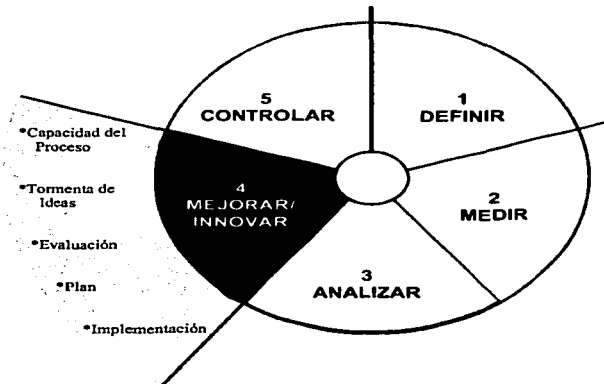 5
CONTROLAR
1
DEFINIR
2
MEDIR
3
ANALIZAR
4
MEJORAR/
INNOVAR
•Capacidad del
Proceso
•Tormenta de
Ideas
•Evaluación
•Plan
•Implementación